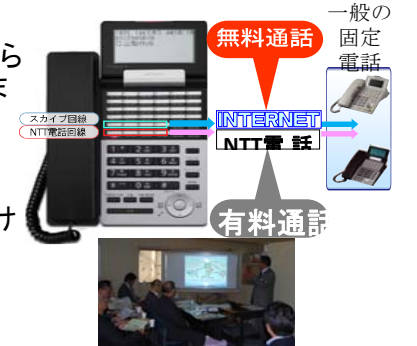 一般の
固定
電話
無料通話
ら
ま
スカイプ回線
NTT電話回線
INTERNET
NTT電 話
け
有料通話